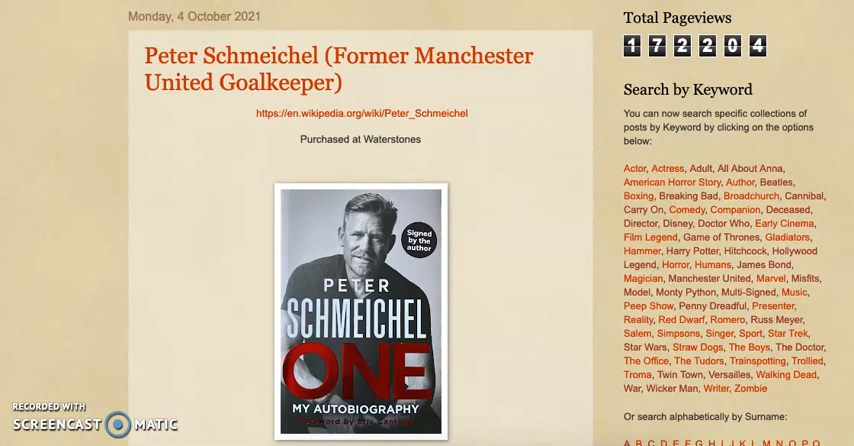 Monday, 4 October 2021
Peter Schmeichel (Former Manchester
United Goalkeeper)
https://en.wikipedia.org/wiki/Peter_Schmeichel
Purchased at Waterstones
Signed
by the
author
PETER
SCHMEICHEL
ONE
MY AUTOBIOGRAPHY
Foreword by Eric Cantona
Total Pageviews
172204
Search by Keyword
You can now search specific collections of
posts by Keyword by clicking on the options
below:
Actor, Actress, Adult, All About Anna,
American Horror Story, Author, Beatles,
Boxing, Breaking Bad, Broadchurch, Cannibal,
Carry On, Comedy, Companion, Deceased,
Director, Disney, Doctor Who, Early Cinema,
Film Legend, Game of Thrones, Gladiators,
Hammer, Harry Potter, Hitchcock, Hollywood
Legend, Horror, Humans, James Bond,
Magician, Manchester United, Marvel, Misfits,
Model, Monty Python, Multi-Signed, Music,
Peep Show, Penny Dreadful, Presenter,
Reality, Red Dwarf, Romero, Russ Meyer,
Salem, Simpsons, Singer, Sport, Star Trek,
Star Wars, Straw Dogs, The Boys, The Doctor,
The Office, The Tudors, Trainspotting, Trollied,
Troma, Twin Town, Versailles, Walking Dead,
War, Wicker Man, Writer, Zombie
Or search alphabetically by Surname:
A B C D E F G H I J K L M N O P Q
RECORDED WITH
SCREENCAST MATIC